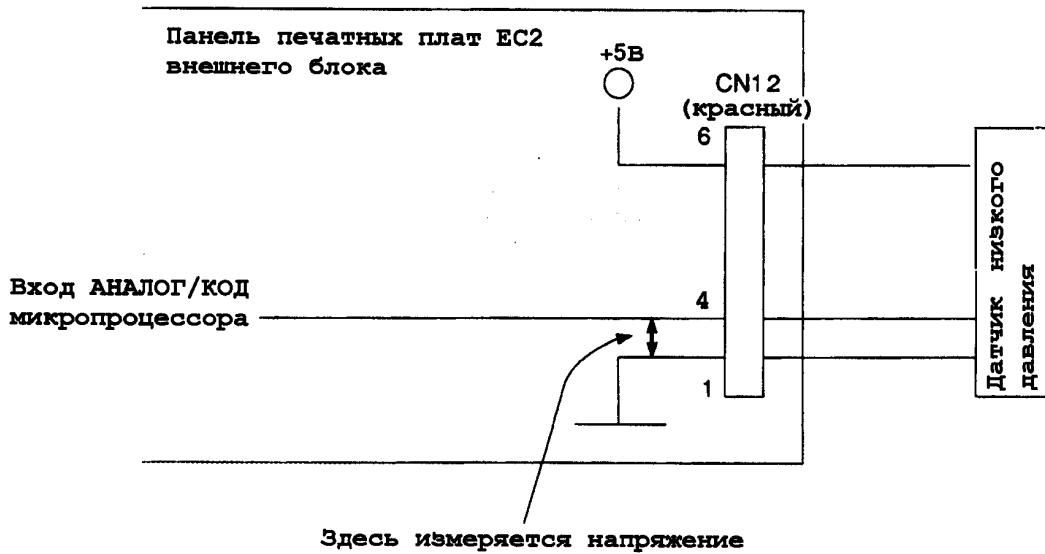 Панель печатных плат EC2
внешнего блока
+5В
CN12
(красный)
6
Вход АНАЛОГ/КОД
микропроцессора
4
1
Датчик низкого
давления
Здесь измеряется напряжение